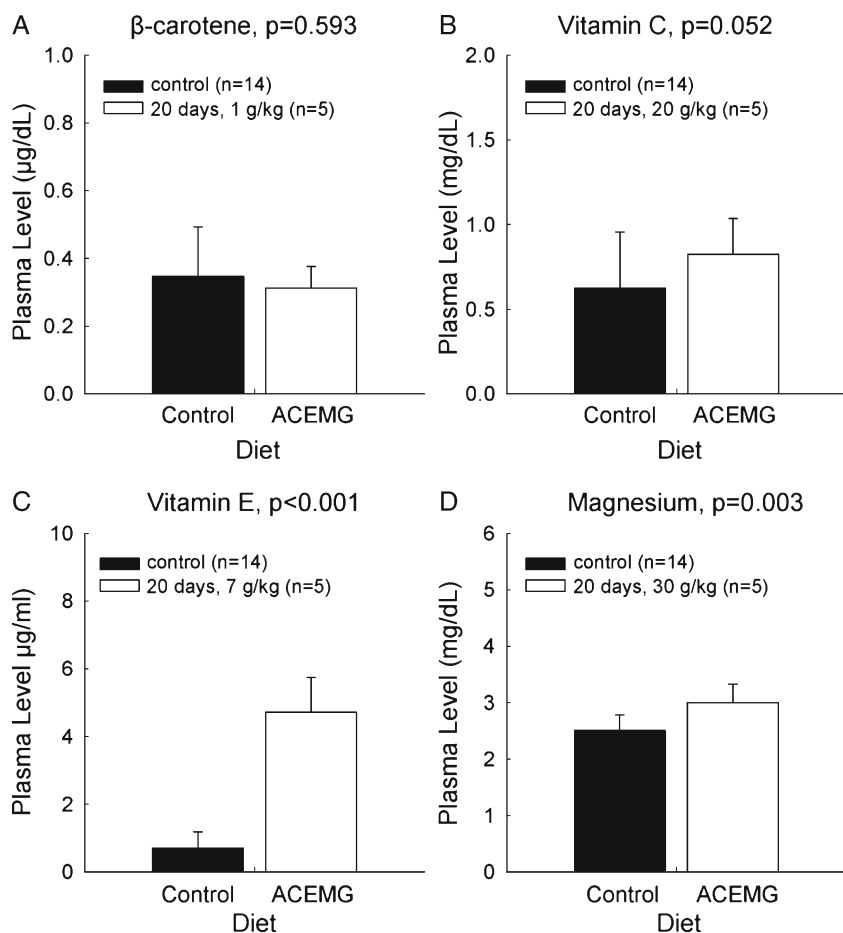 A
β-carotene, p=0.593
control (n=14)
20 days, 1 g/kg (n=5)
Plasma Level (μg/dL)
1.0
0.8
0.6
0.4
0.2
0.0
Control
ACEMG
Diet
B
Vitamin C, p=0.052
control (n=14)
20 days, 20 g/kg (n=5)
Plasma Level (mg/dL)
2.0
1.5
1.0
0.5
0.0
Control
ACEMG
Diet
C
Vitamin E, p<0.001
control (n=14)
20 days, 7 g/kg (n=5)
Plasma Level μg/ml)
10
8
6
4
2
0
Control
ACEMG
Diet
D
Magnesium, p=0.003
control (n=14)
20 days, 30 g/kg (n=5)
Plasma Level (mg/dL)
6
5
4
3
2
1
0
Control
ACEMG
Diet